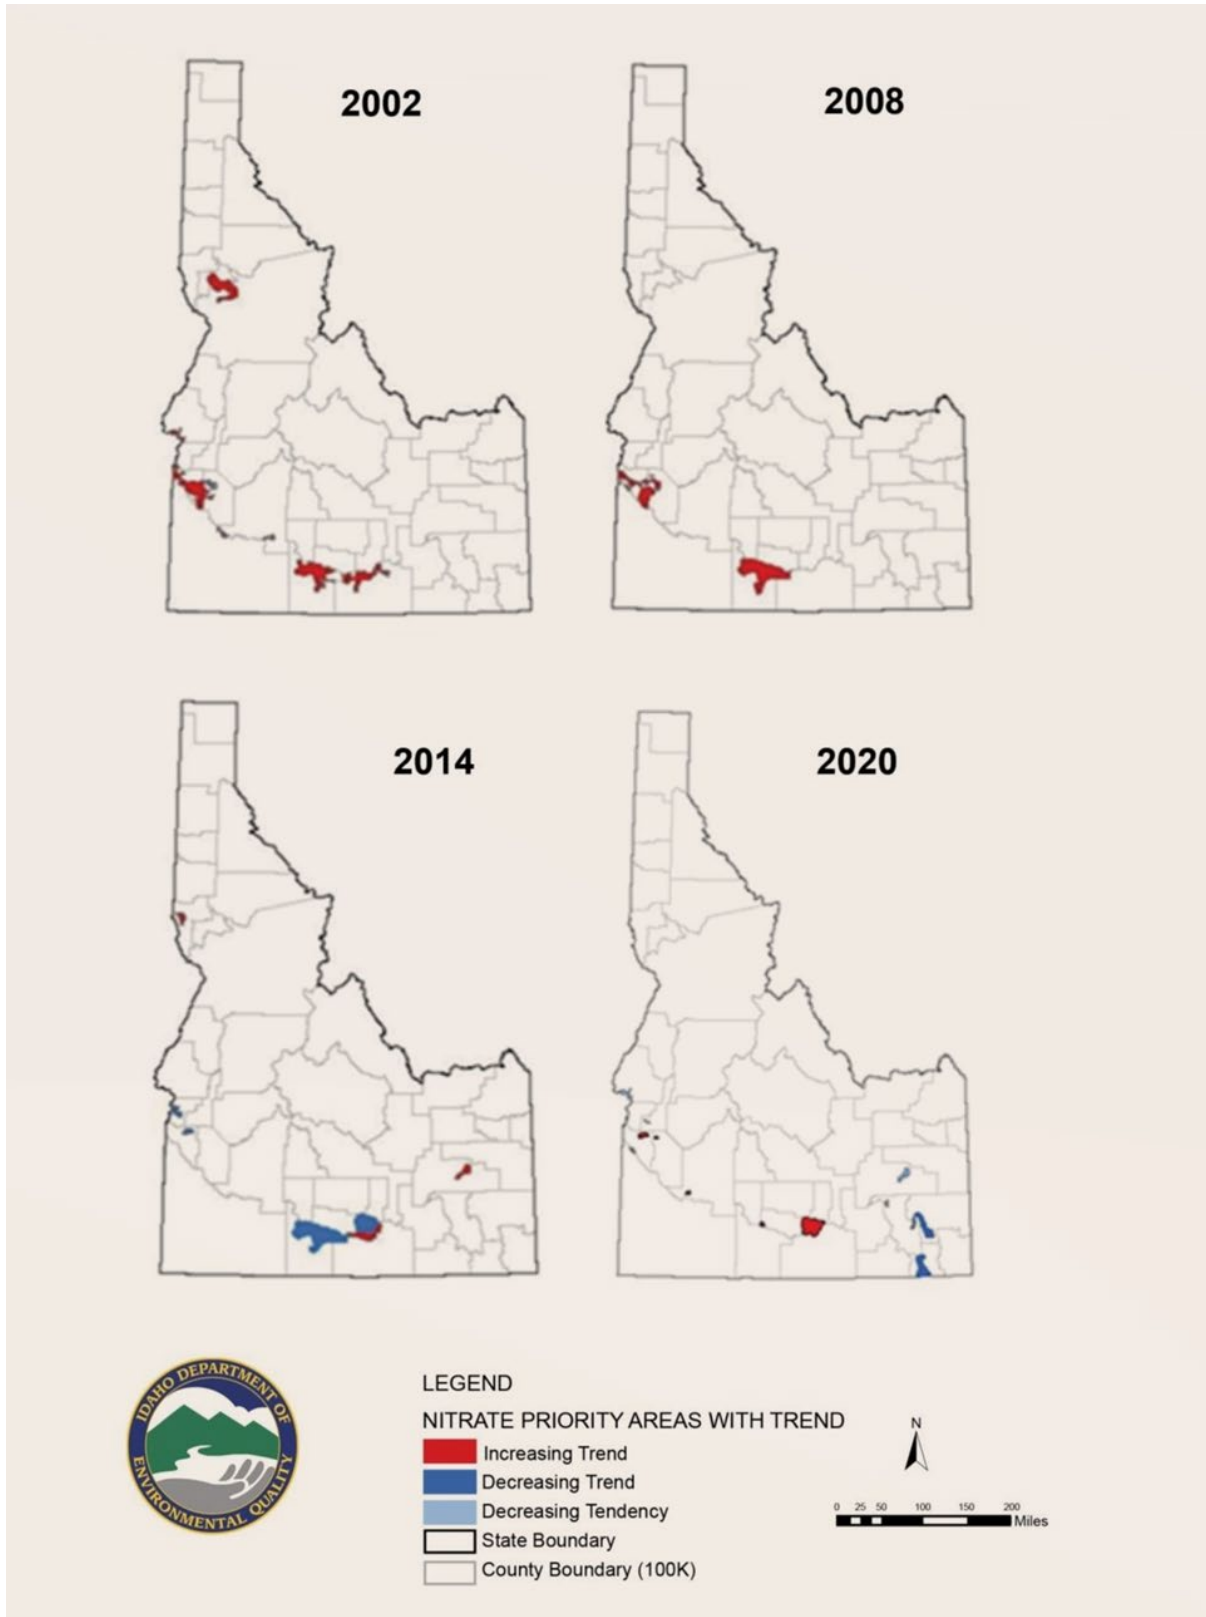 2002
2008
2014
2020
IDAHO DEPARTMENT OF
ENVIRONMENTAL QUALITY
LEGEND
NITRATE PRIORITY AREAS WITH TREND
Increasing Trend
Decreasing Trend
Decreasing Tendency
State Boundary
County Boundary (100K)
N
0 25 50 100 150 200
Miles